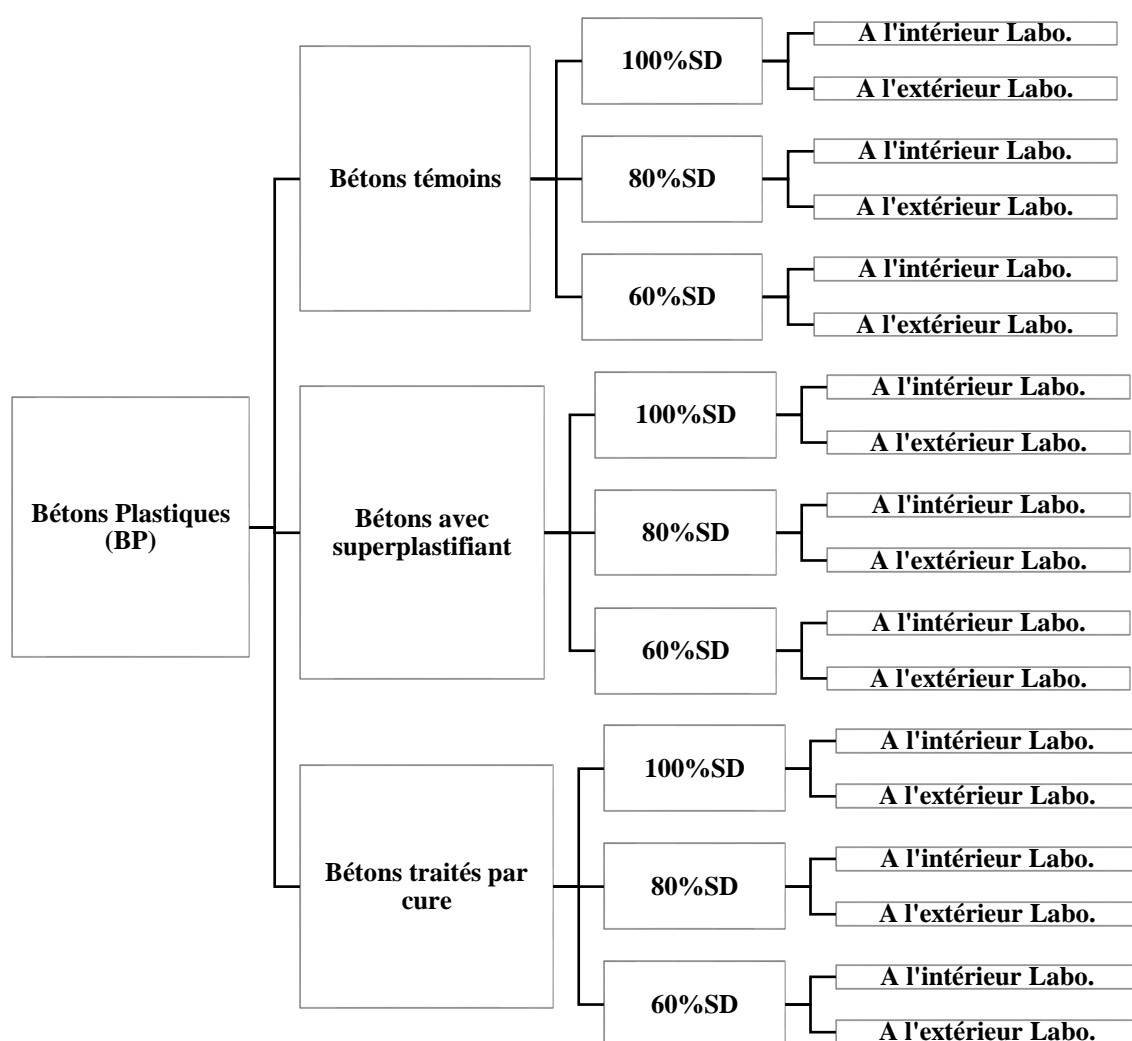 Bétons Plastiques
(BP)
Bétons témoins
100%SD
A l'intérieur Labo.
A l'extérieur Labo.
80%SD
A l'intérieur Labo.
A l'extérieur Labo.
60%SD
A l'intérieur Labo.
A l'extérieur Labo.
Bétons avec
superplastifiant
100%SD
A l'intérieur Labo.
A l'extérieur Labo.
80%SD
A l'intérieur Labo.
A l'extérieur Labo.
60%SD
A l'intérieur Labo.
A l'extérieur Labo.
Bétons traités par
cure
100%SD
A l'intérieur Labo.
A l'extérieur Labo.
80%SD
A l'intérieur Labo.
A l'extérieur Labo.
60%SD
A l'intérieur Labo.
A l'extérieur Labo.